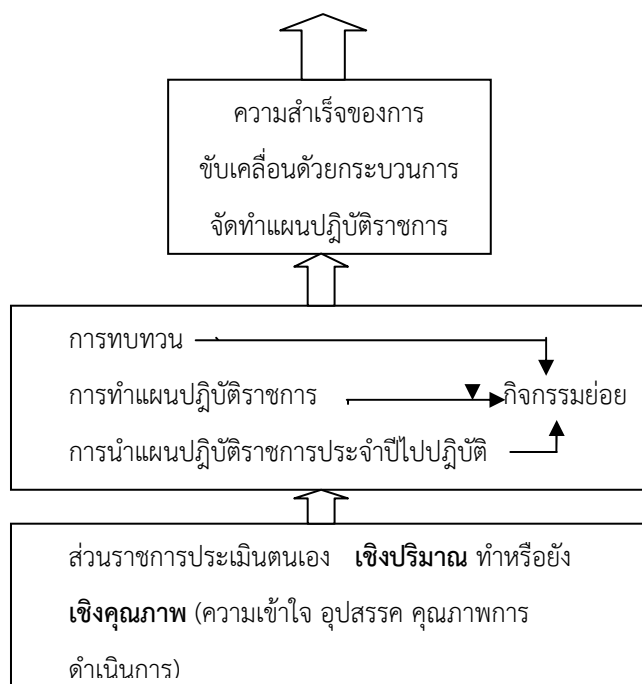 ความสำเร็จของการ
ขับเคลื่อนด้วยกระบวนการ
จัดทำแผนปฎิบัติราชการ
การทบทวน
การทำแผนปฎิบัติราชการ กิจกรรมย่อย
การนำแผนปฎิบัติราชการประจำปีไปปฎิบัติ
ส่วนราชการประเมินตนเอง เชิงปริมาณ ทำหรือยัง
เชิงคุณภาพ (ความเข้าใจ อุปสรรค คุณภาพการ
ดำเนินการ)